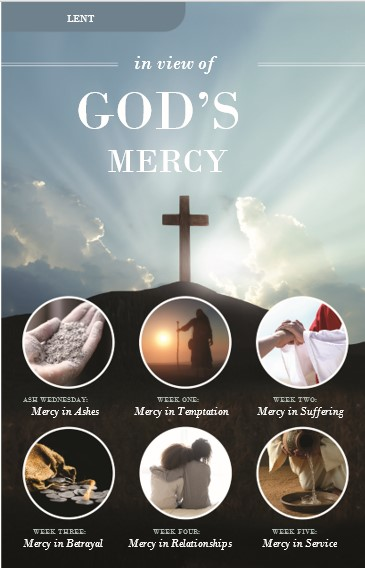 LENT
in view of
GOD'S
MERCY
ASH WEDNESDAY:
Mercy in Ashes
WEEK ONE:
Mercy in Temptation
WEEK TWO:
Mercy in Suffering
WEEK THREE:
Mercy in Betrayal
WEEK FOUR:
Mercy in Relationships
WEEK FIVE:
Mercy in Service